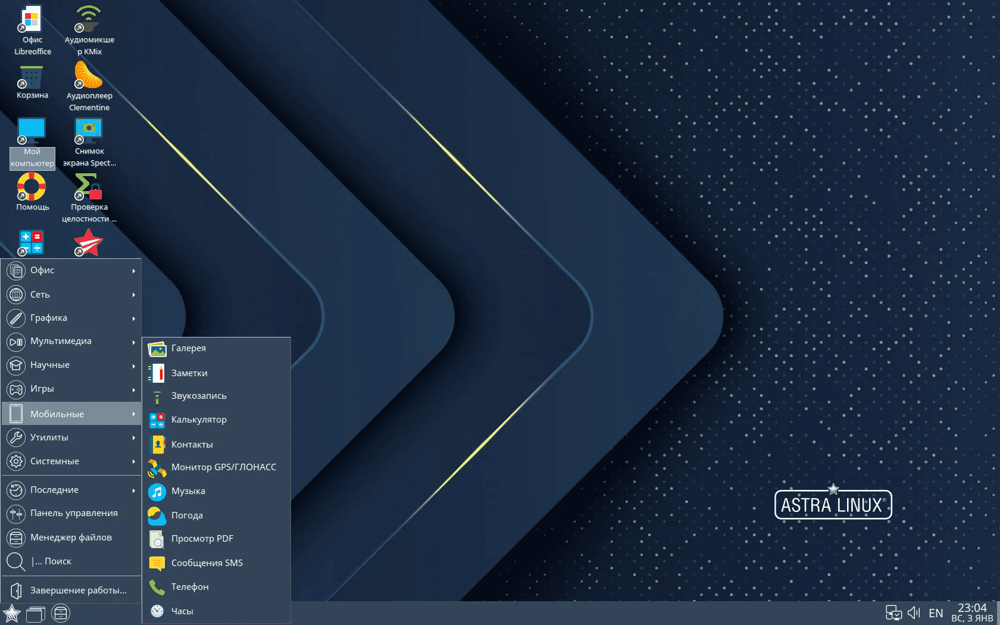 Офис
Libreoffice
Аудиомикше
р KMix
Корзина
Аудиоплеер
Clementine
Мой
компьютер
Снимок
экрана Spect...
Помощь
Проверка
целостности ...
Офис
Сеть
Графика
Мультимедиа
Научные
Игры
Мобильные
Утилиты
Системные
Последние
Панель управления
Менеджер файлов
|... Поиск
Завершение работы...
Галерея
Заметки
Звукозапись
Калькулятор
Контакты
Монитор GPS/ГЛОНАСС
Музыка
Погода
Просмотр PDF
Сообщения SMS
Телефон
Часы
ASTRA LINUX®
EN
23:04
ВС, 3 ЯНВ